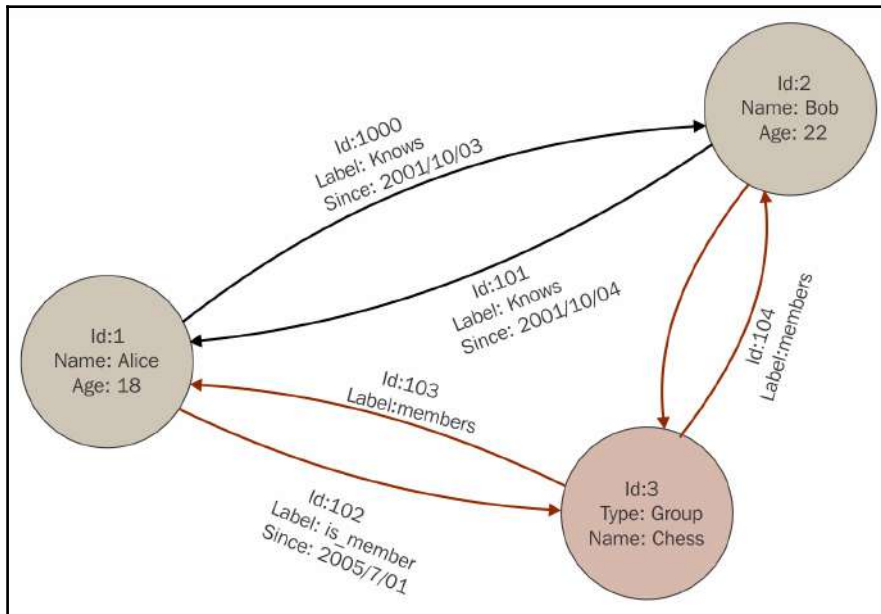 Id:2
Name: Bob
Age: 22
Id:1000
Label: Knows
Since: 2001/10/03
Id:101
Label: Knows
Since: 2001/10/04
Id:1
Name: Alice
Age: 18
Id:104
Label:members
Id:103
Label:members
Id:102
Label: is_member
Since: 2005/7/01
Id:3
Type: Group
Name: Chess